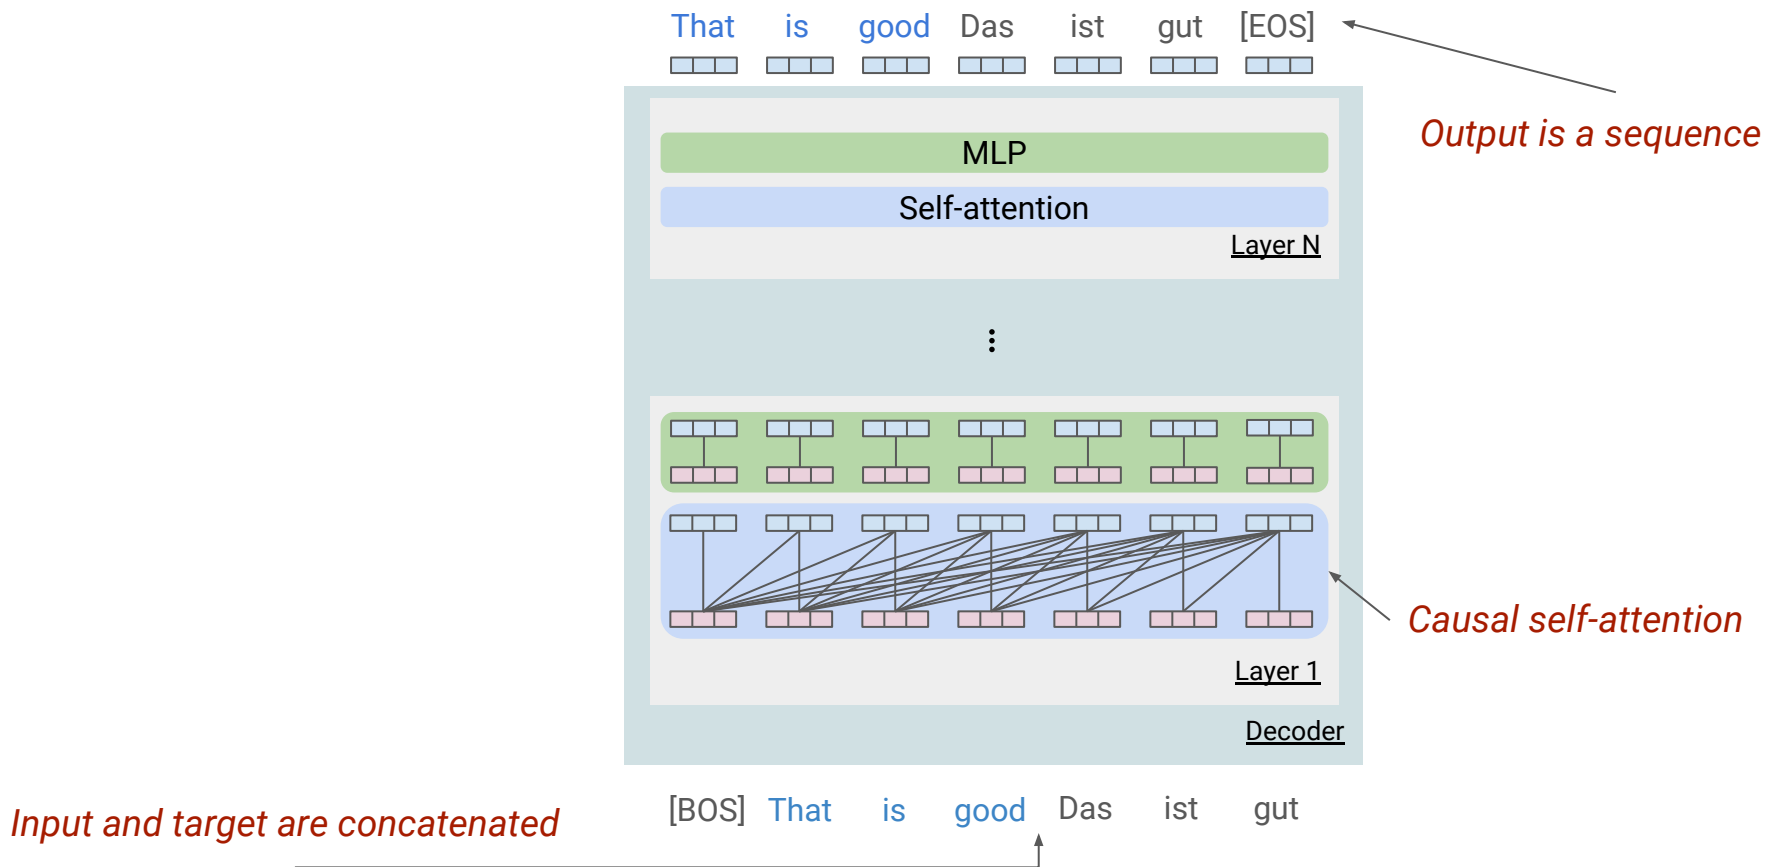 That is good Das ist gut [EOS]
Output is a sequence
MLP
Self-attention
Layer N
Causal self-attention
Layer 1
Decoder
[BOS] That is good Das ist gut
Input and target are concatenated